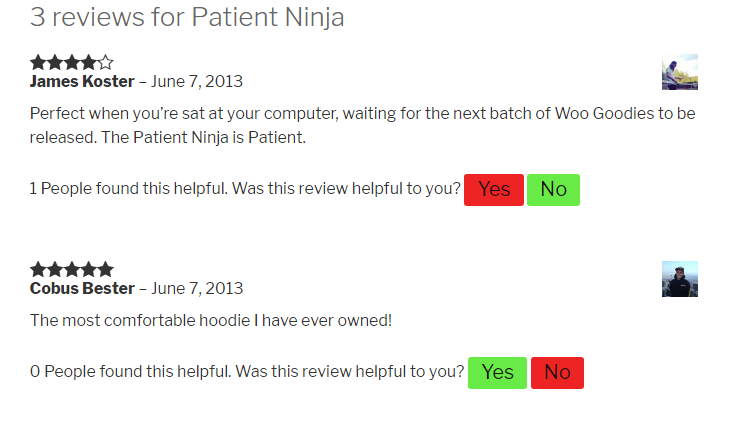 3 reviews for Patient Ninja
James Koster – June 7, 2013
Perfect when you’re sat at your computer, waiting for the next batch of Woo Goodies to be
released. The Patient Ninja is Patient.
1 People found this helpful. Was this review helpful to you? Yes No
Cobus Bester – June 7, 2013
The most comfortable hoodie I have ever owned!
0 People found this helpful. Was this review helpful to you? Yes No